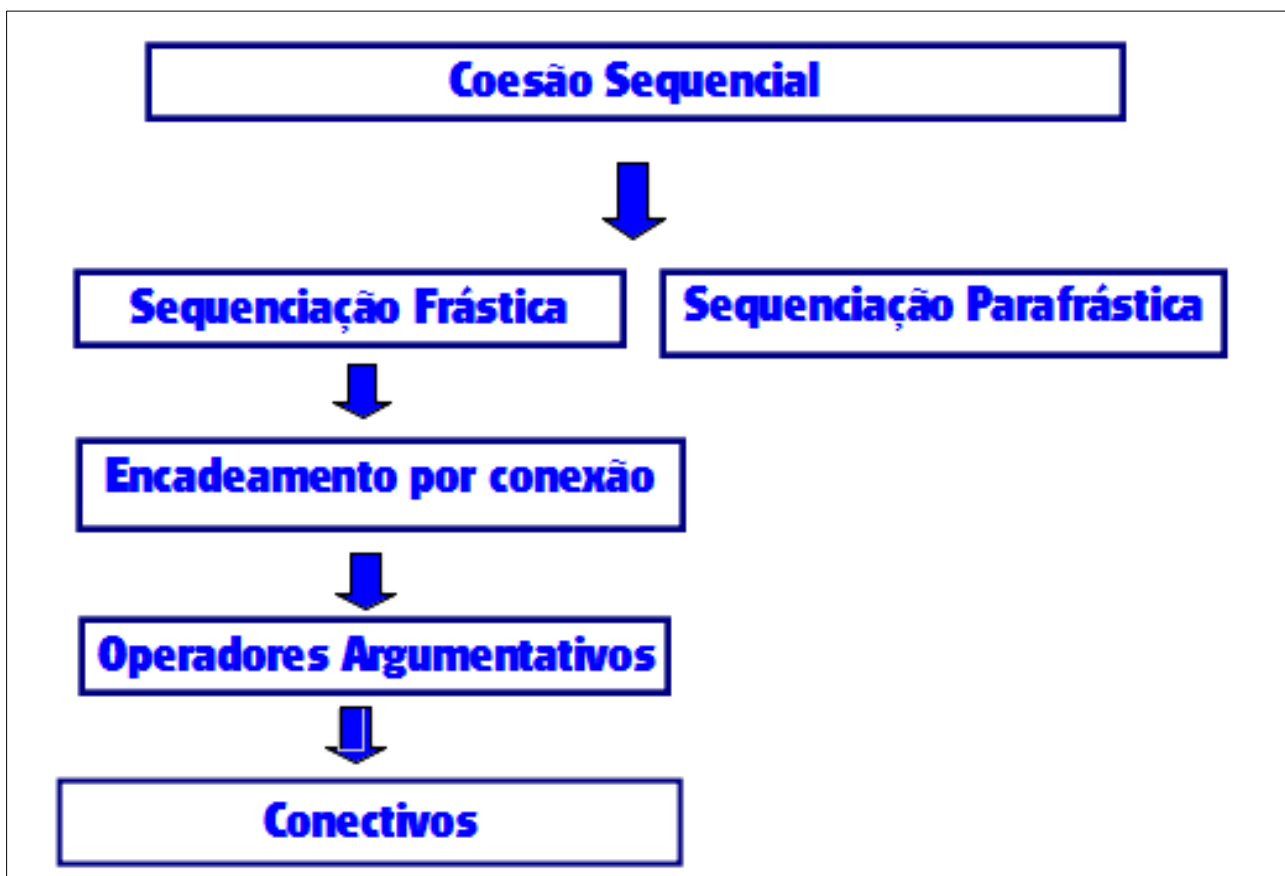 Coesão Sequencial
Sequenciação Frástica
Sequenciação Parafrástica
Encadeamento por conexão
Operadores Argumentativos
Conectivos